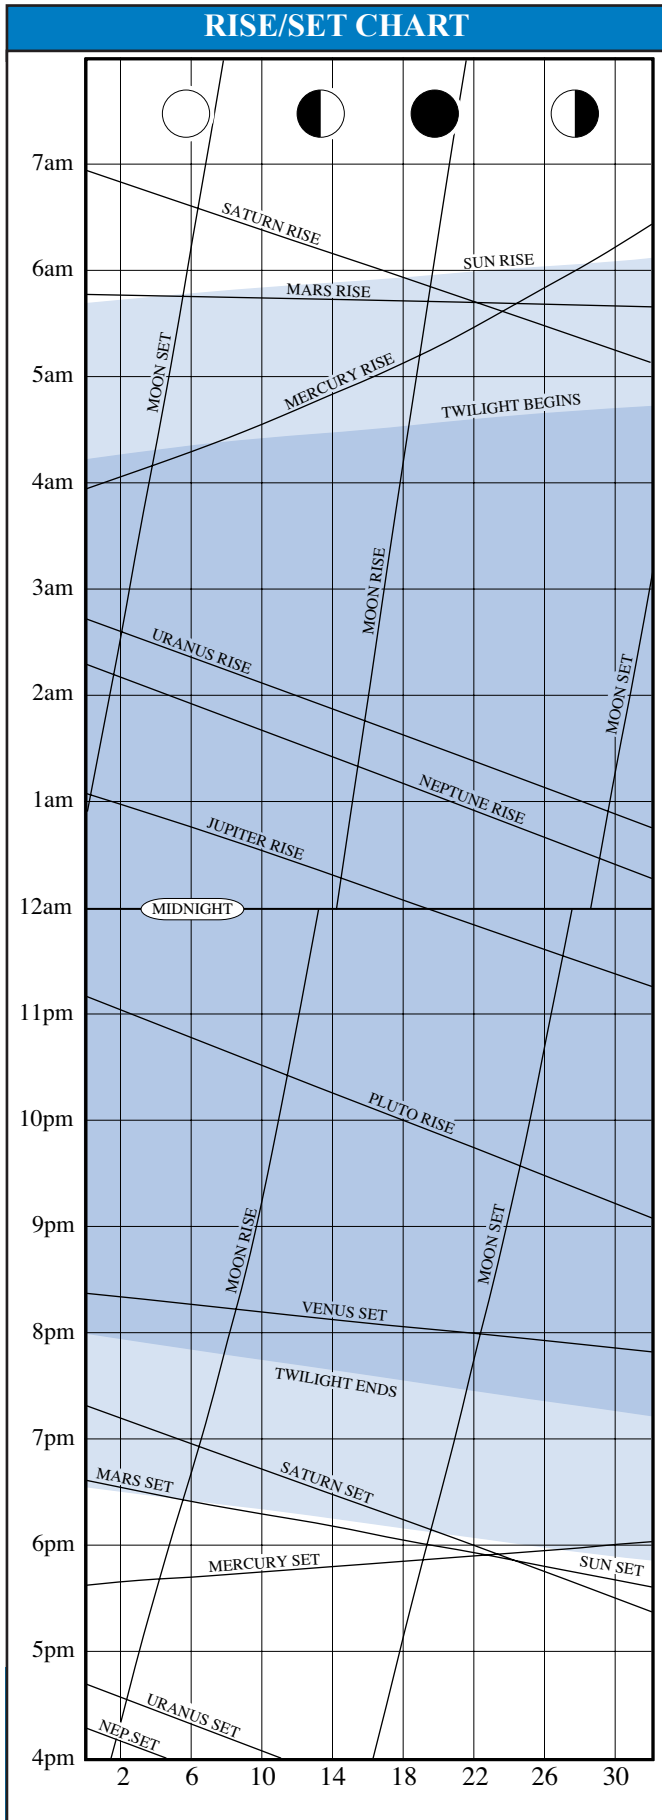 RISE/SET CHART
7am
SATURN RISE
SUN RISE
6am
MARS RISE
MOON SET
MERCURY RISE
5am
TWILIGHT BEGINS
4am
MOON RISE
3am
URANUS RISE
2am
MOON SET
NEPTUNE RISE
1am
JUPITER RISE
12am
MIDNIGHT
11pm
10pm
PLUTO RISE
9pm
MOON RISE
MOON SET
VENUS SET
8pm
TWILIGHT ENDS
7pm
MARS SET
SATURN SET
6pm
MERCURY SET
SUN SET
5pm
URANUS SET
NEP.SET
4pm
2 6 10 14 18 22 26 30